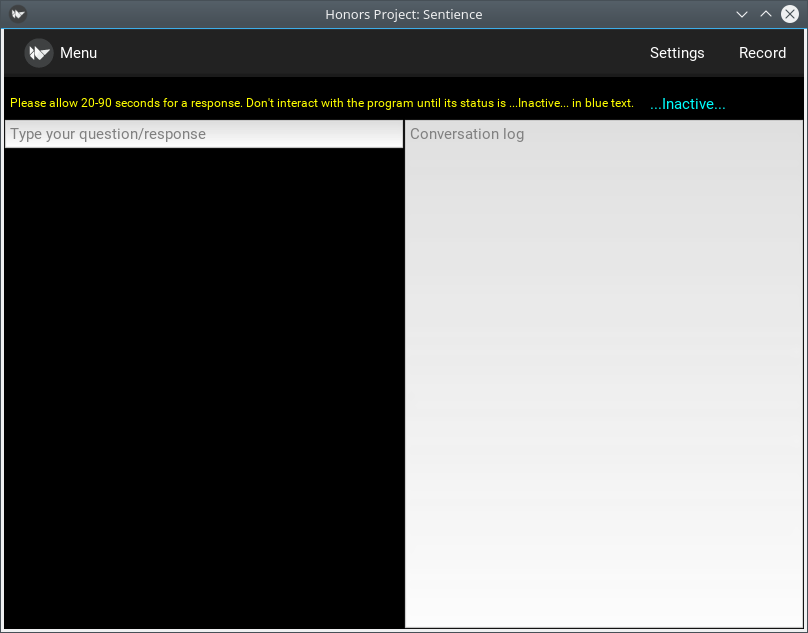 Honors Project: Sentience
Menu Settings Record
Please allow 20-90 seconds for a response. Don't interact with the program until its status is ...Inactive... in blue text. ...Inactive...
Type your question/response
Conversation log